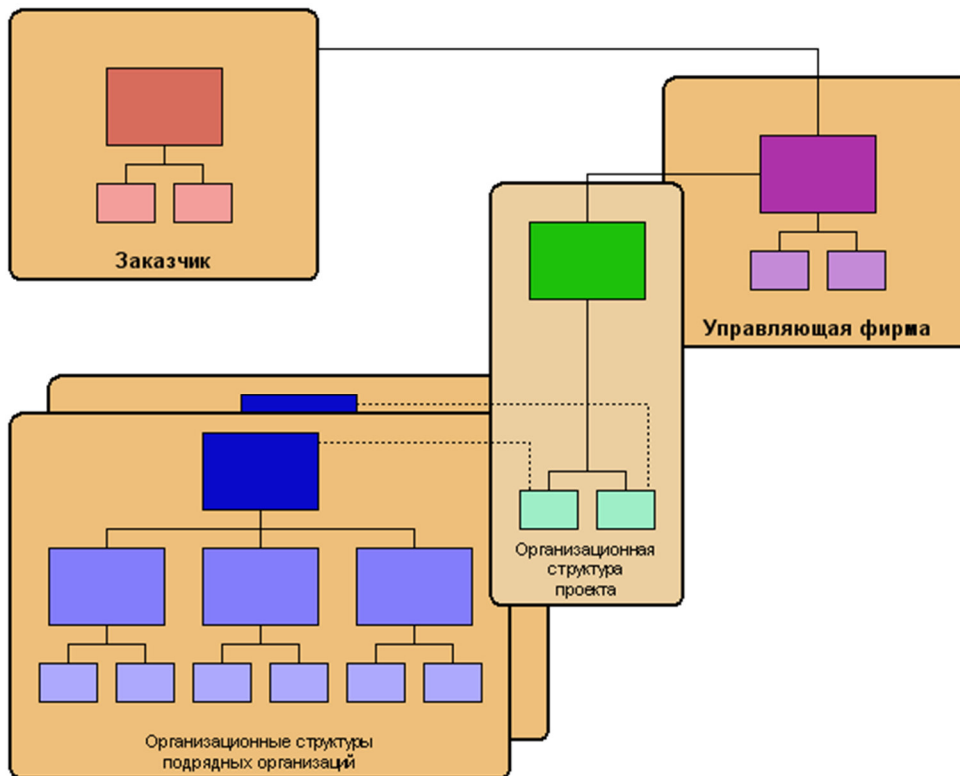 Заказчик
Управляющая фирма
Организационная
структура
проекта
Организационные структуры
подрядных организаций